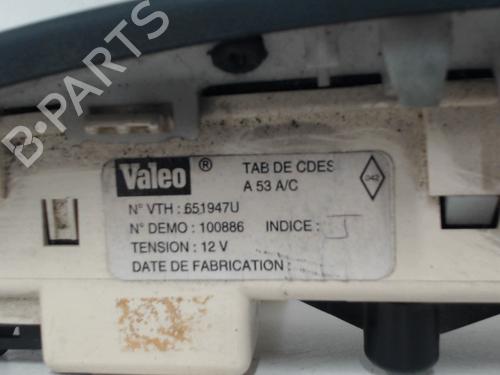 B-PARTS
Valeo ® TAB DE CDES
A 53 A/C
N° VTH : 651947U
N° DEMO : 100886 INDICE : J
TENSION : 12 V
DATE DE FABRICATION :